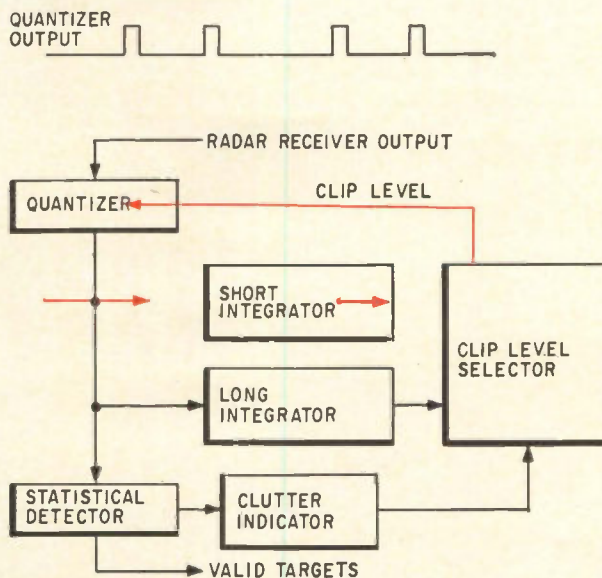 QUANTIZER
OUTPUT
RADAR RECEIVER OUTPUT
QUANTIZER
CLIP LEVEL
SHORT
INTEGRATOR
CLIP LEVEL
SELECTOR
LONG
INTEGRATOR
STATISTICAL
DETECTOR
CLUTTER
INDICATOR
VALID TARGETS